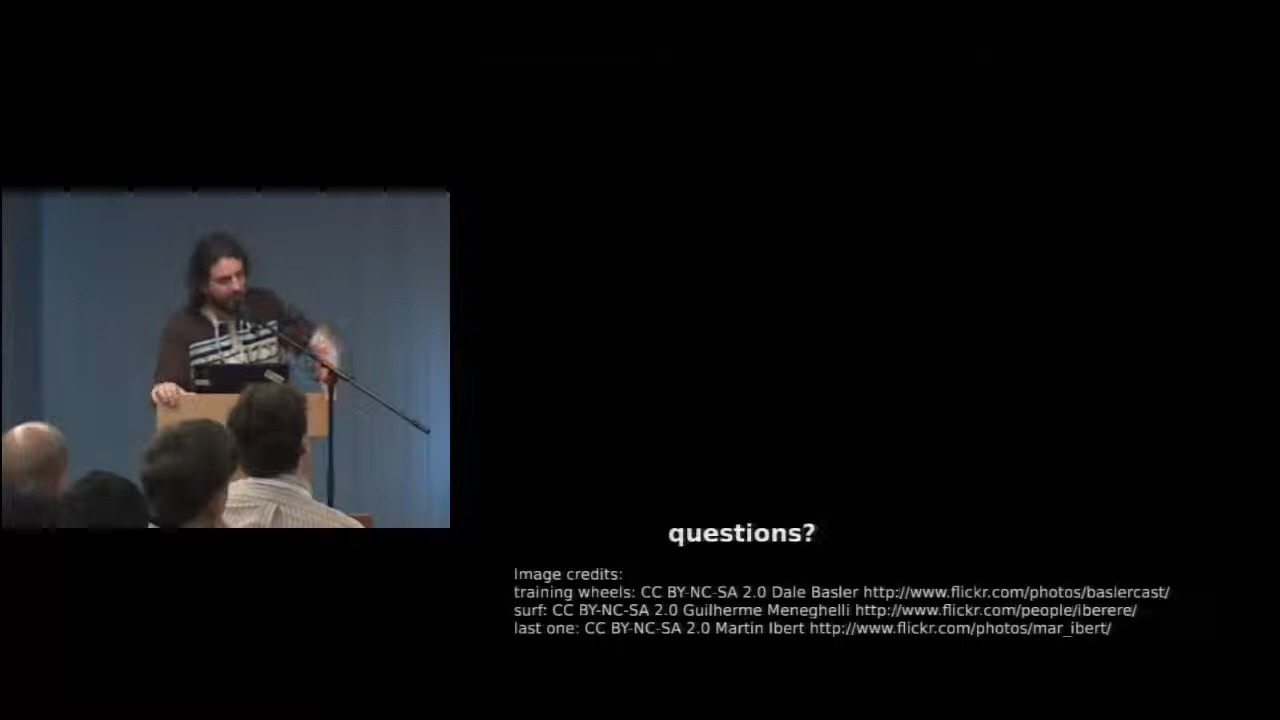 questions?
Image credits:
training wheels: CC BY-NC-SA 2.0 Dale Basler http://www.flickr.com/photos/baslercast/
surf: CC BY-NC-SA 2.0 Guilherme Meneghelli http://www.flickr.com/people/iberere/
last one: CC BY-NC-SA 2.0 Martin Ibert http://www.flickr.com/photos/mar_ibert/